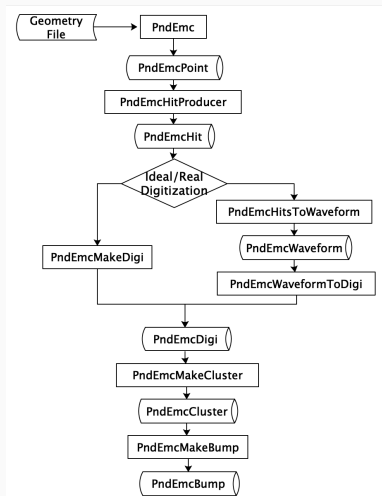 Geometry
File
PndEmc
PndEmcPoint
PndEmcHitProducer
PndEmcHit
Ideal/Real
Digitization
PndEmcHitsToWaveform
PndEmcMakeDigi
PndEmcWaveform
PndEmcWaveformToDigi
PndEmcDigi
PndEmcMakeCluster
PndEmcCluster
PndEmcMakeBump
PndEmcBump